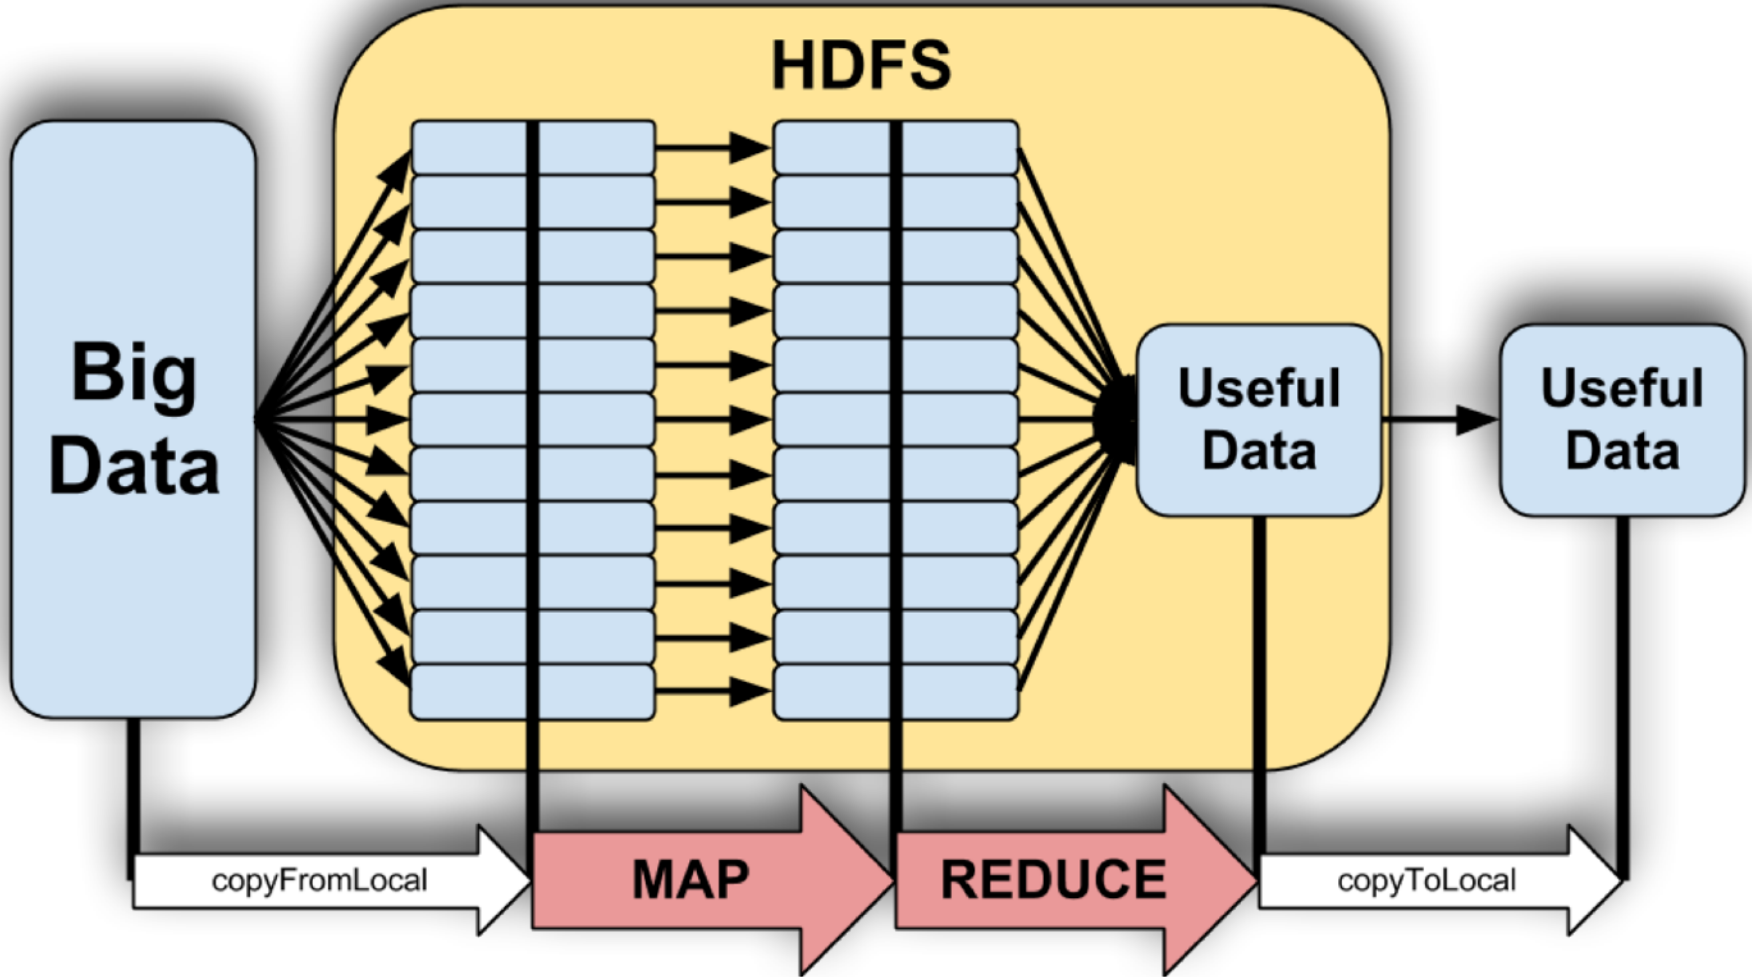 HDFS
Big
Data
Useful
Data
Useful
Data
copyFromLocal
MAP
REDUCE
copyToLocal